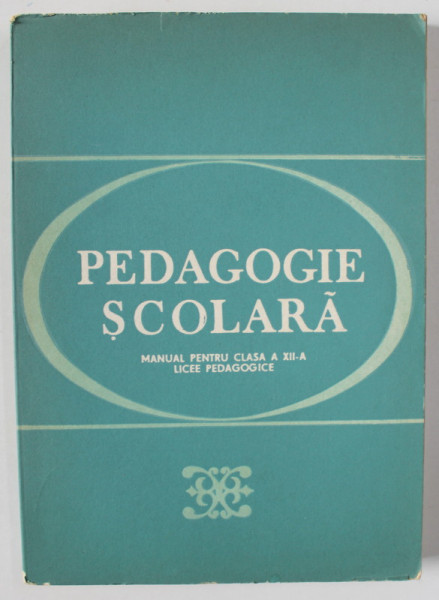 PEDAGOGIE
ȘCOLARĂ
MANUAL PENTRU CLASA A XII-A
LICEE PEDAGOGICE